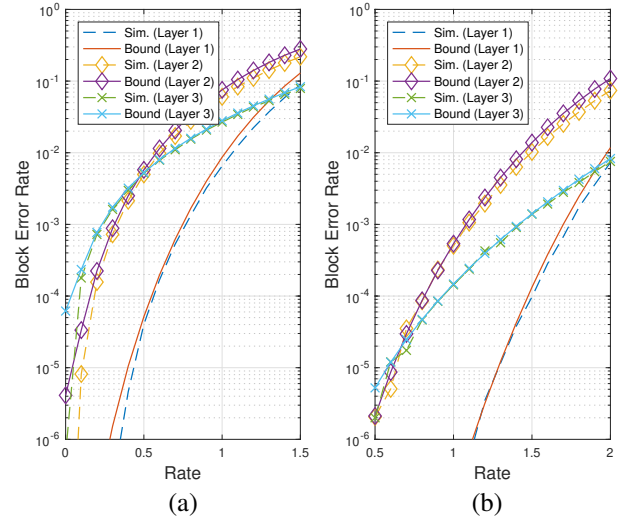 Block Error Rate
10^0
10^-1
10^-2
10^-3
10^-4
10^-5
10^-6
Sim. (Layer 1)
Bound (Layer 1)
Sim. (Layer 2)
Bound (Layer 2)
Sim. (Layer 3)
Bound (Layer 3)
0 0.5 1 1.5
Rate
(a)
Block Error Rate
10^0
10^-1
10^-2
10^-3
10^-4
10^-5
10^-6
Sim. (Layer 1)
Bound (Layer 1)
Sim. (Layer 2)
Bound (Layer 2)
Sim. (Layer 3)
Bound (Layer 3)
0.5 1 1.5 2
Rate
(b)